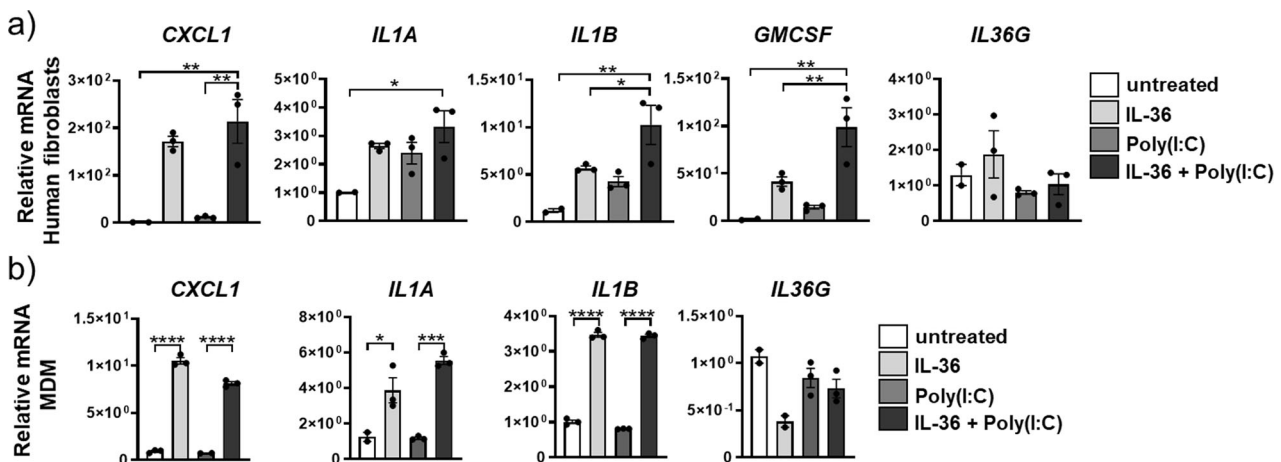 a)
CXCL1
IL1A
IL1B
GMCSF
IL36G
Relative mRNA
Human fibroblasts
3×10²
2×10²
1×10²
0
**
**
5×10⁰
4×10⁰
3×10⁰
2×10⁰
1×10⁰
0
*
1×10¹
1×10¹
5×10⁰
0
**
*
2×10²
1×10²
1×10²
5×10¹
0
**
**
4×10⁰
3×10⁰
2×10⁰
1×10⁰
0
untreated
IL-36
Poly(I:C)
IL-36 + Poly(I:C)
b)
CXCL1
IL1A
IL1B
IL36G
Relative mRNA
MDM
1×10¹
1×10¹
5×10⁰
0
****
****
8×10⁰
6×10⁰
4×10⁰
2×10⁰
0
*
***
4×10⁰
3×10⁰
2×10⁰
1×10⁰
0
****
****
1×10⁰
1×10⁰
5×10⁻¹
0
untreated
IL-36
Poly(I:C)
IL-36 + Poly(I:C)